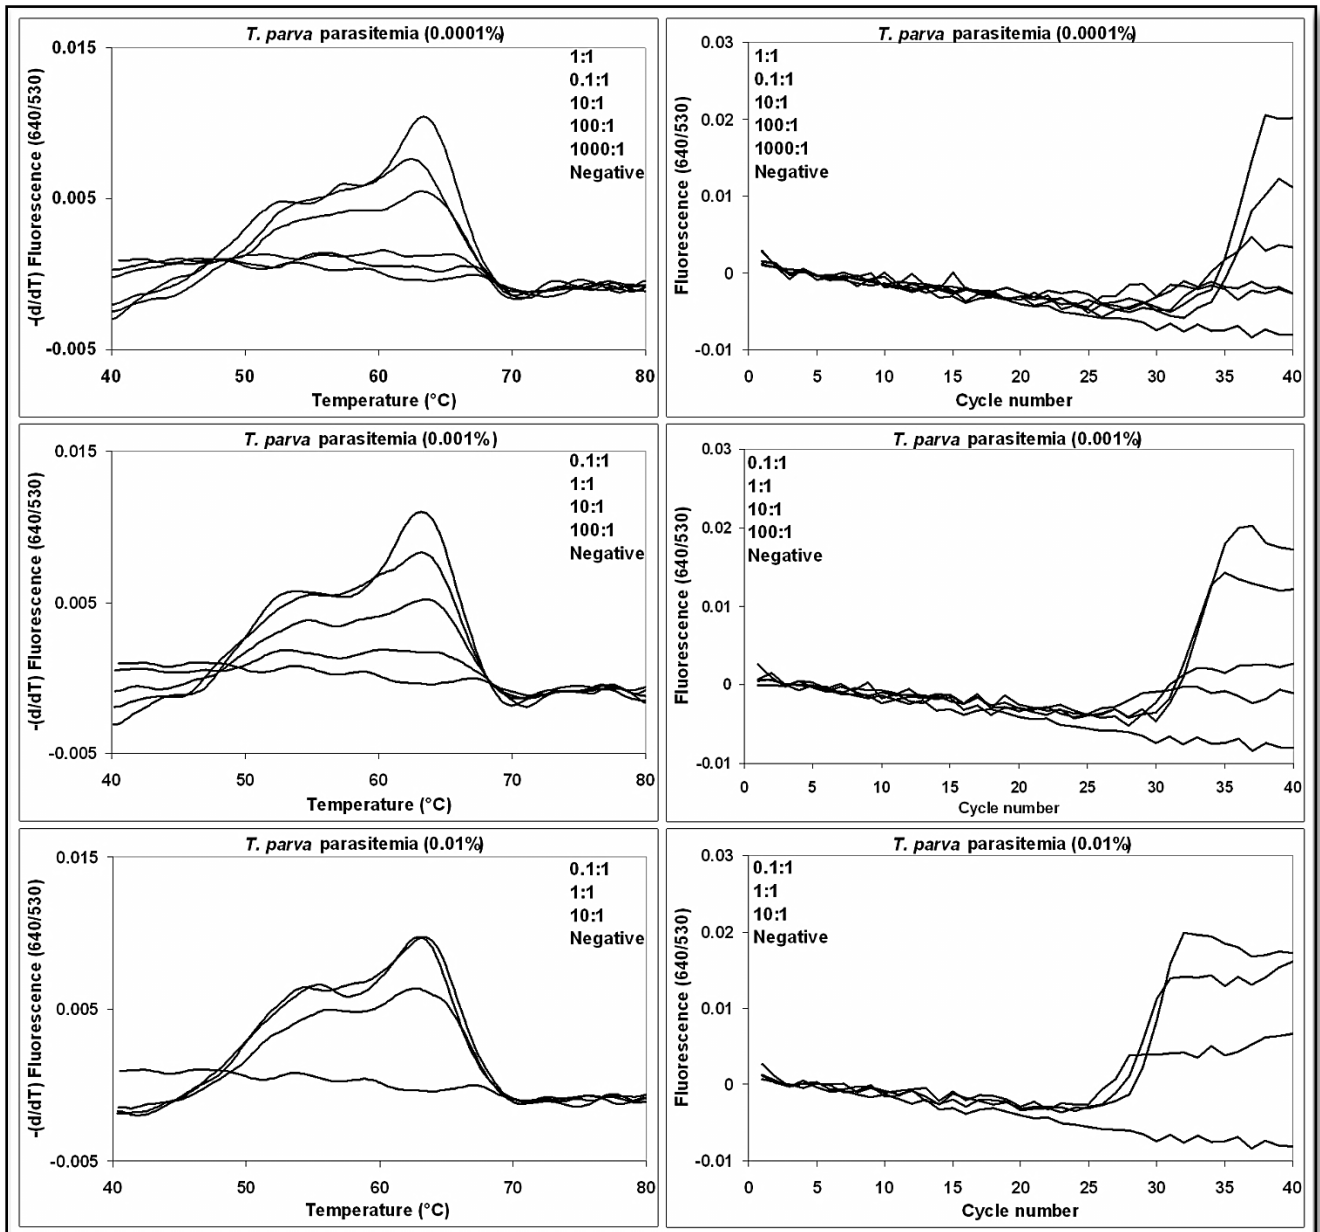 T. parva parasitemia (0.0001%)
0.015
0.005
-0.005
-(d/dT) Fluorescence (640/530)
1:1
0.1:1
10:1
100:1
1000:1
Negative
40 50 60 70 80
Temperature (°C)
T. parva parasitemia (0.0001%)
0.03
0.02
0.01
0
-0.01
Fluorescence (640/530)
1:1
0.1:1
10:1
100:1
1000:1
Negative
0 5 10 15 20 25 30 35 40
Cycle number
T. parva parasitemia (0.001%)
0.015
0.005
-0.005
-(d/dT) Fluorescence (640/530)
0.1:1
1:1
10:1
100:1
Negative
40 50 60 70 80
Temperature (°C)
T. parva parasitemia (0.001%)
0.03
0.02
0.01
0
-0.01
Fluorescence (640/530)
0.1:1
1:1
10:1
100:1
Negative
0 5 10 15 20 25 30 35 40
Cycle number
T. parva parasitemia (0.01%)
0.015
0.005
-0.005
-(d/dT) Fluorescence (640/530)
0.1:1
1:1
10:1
Negative
40 50 60 70 80
Temperature (°C)
T. parva parasitemia (0.01%)
0.03
0.02
0.01
0
-0.01
Fluorescence (640/530)
0.1:1
1:1
10:1
Negative
0 5 10 15 20 25 30 35 40
Cycle number